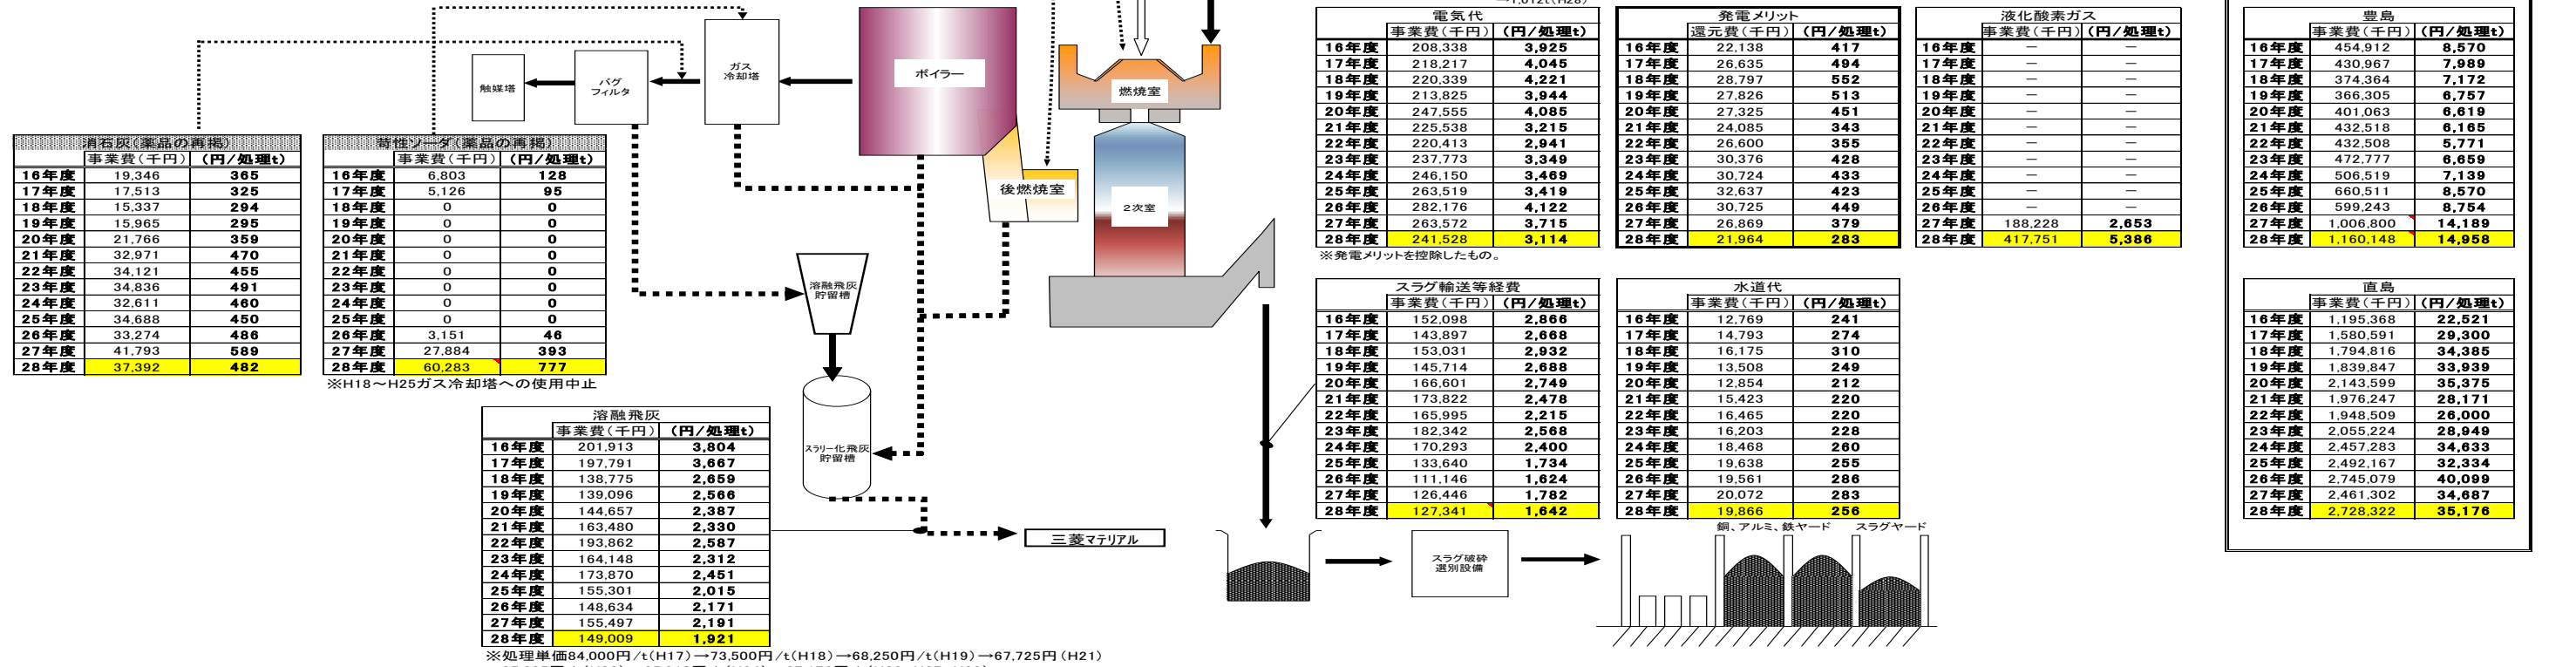 →1,012t(H28)
電気代
事業費(千円) (円/処理t)
16年度 208,338 3,925
17年度 218,217 4,045
18年度 220,339 4,221
19年度 213,825 3,944
20年度 247,555 4,085
21年度 225,538 3,215
22年度 220,413 2,941
23年度 237,773 3,349
24年度 246,150 3,469
25年度 263,519 3,419
26年度 282,176 4,122
27年度 263,572 3,715
28年度 241,528 3,114
※発電メリットを控除したもの。
発電メリット
還元費(千円) (円/処理t)
16年度 22,138 417
17年度 26,635 494
18年度 28,797 552
19年度 27,826 513
20年度 27,325 451
21年度 24,085 343
22年度 26,600 355
23年度 30,376 428
24年度 30,724 433
25年度 32,637 423
26年度 30,725 449
27年度 26,869 379
28年度 21,964 283
液化酸素ガス
事業費(千円) (円/処理t)
16年度 － －
17年度 － －
18年度 － －
19年度 － －
20年度 － －
21年度 － －
22年度 － －
23年度 － －
24年度 － －
25年度 － －
26年度 － －
27年度 188,228 2,653
28年度 417,751 5,386
豊島
事業費(千円) (円/処理t)
16年度 454,912 8,570
17年度 430,967 7,989
18年度 374,364 7,172
19年度 366,305 6,757
20年度 401,063 6,619
21年度 432,518 6,165
22年度 432,508 5,771
23年度 472,777 6,659
24年度 506,519 7,139
25年度 660,511 8,570
26年度 599,243 8,754
27年度 1,006,800 14,189
28年度 1,160,148 14,958
触媒塔
バグ
フィルタ
ガス
冷却塔
ボイラー
燃焼室
後燃焼室
2次室
消石灰(薬品の再掲)
事業費(千円) (円/処理t)
16年度 19,346 365
17年度 17,513 325
18年度 15,337 294
19年度 15,965 295
20年度 21,766 359
21年度 32,971 470
22年度 34,121 455
23年度 34,836 491
24年度 32,611 460
25年度 34,688 450
26年度 33,274 486
27年度 41,793 589
28年度 37,392 482
苛性ソーダ(薬品の再掲)
事業費(千円) (円/処理t)
16年度 6,803 128
17年度 5,126 95
18年度 0 0
19年度 0 0
20年度 0 0
21年度 0 0
22年度 0 0
23年度 0 0
24年度 0 0
25年度 0 0
26年度 3,151 46
27年度 27,884 393
28年度 60,283 777
※H18～H25ガス冷却塔への使用中止
溶融飛灰
貯留槽
スラリー化飛灰
貯留槽
スラグ輸送等経費
事業費(千円) (円/処理t)
16年度 152,098 2,866
17年度 143,897 2,668
18年度 153,031 2,932
19年度 145,714 2,688
20年度 166,601 2,749
21年度 173,822 2,478
22年度 165,995 2,215
23年度 182,342 2,568
24年度 170,293 2,400
25年度 133,640 1,734
26年度 111,146 1,624
27年度 126,446 1,782
28年度 127,341 1,642
水道代
事業費(千円) (円/処理t)
16年度 12,769 241
17年度 14,793 274
18年度 16,175 310
19年度 13,508 249
20年度 12,854 212
21年度 15,423 220
22年度 16,465 220
23年度 16,203 228
24年度 18,468 260
25年度 19,638 255
26年度 19,561 286
27年度 20,072 283
28年度 19,866 256
直島
事業費(千円) (円/処理t)
16年度 1,195,368 22,521
17年度 1,580,591 29,300
18年度 1,794,816 34,385
19年度 1,839,847 33,939
20年度 2,143,599 35,375
21年度 1,976,247 28,171
22年度 1,948,509 26,000
23年度 2,055,224 28,949
24年度 2,457,283 34,633
25年度 2,492,167 32,334
26年度 2,745,079 40,099
27年度 2,461,302 34,687
28年度 2,728,322 35,176
溶融飛灰
事業費(千円) (円/処理t)
16年度 201,913 3,804
17年度 197,791 3,667
18年度 138,775 2,659
19年度 139,096 2,566
20年度 144,657 2,387
21年度 163,480 2,330
22年度 193,862 2,587
23年度 164,148 2,312
24年度 173,870 2,451
25年度 155,301 2,015
26年度 148,634 2,171
27年度 155,497 2,191
28年度 149,009 1,921
※処理単価84,000円/t(H17)→73,500円/t(H18)→68,250円/t(H19)→67,725円(H21)
三菱マテリアル
スラグ破砕
選別設備
銅、アルミ、鉄ヤード
スラグヤード